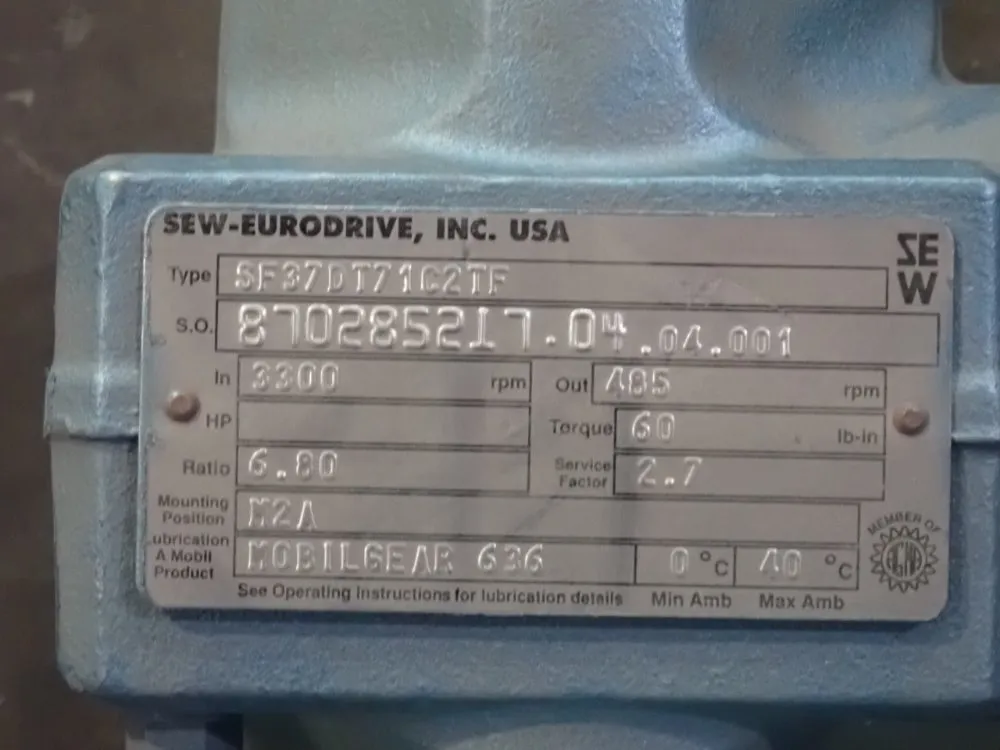 SEW-EURODRIVE, INC. USA
SEW
Type SF37DT71C2TF
S.O. 870285217.04.04.001
In 3300 rpm Out 485 rpm
HP Torque 60 lb-in
Ratio 6.80 Service Factor 2.7
Mounting Position M2A
Lubrication A Mobil Product MOBILGEAR 636 0 °C 40 °C
See Operating Instructions for lubrication details Min Amb Max Amb
MEMBER OF AGMA